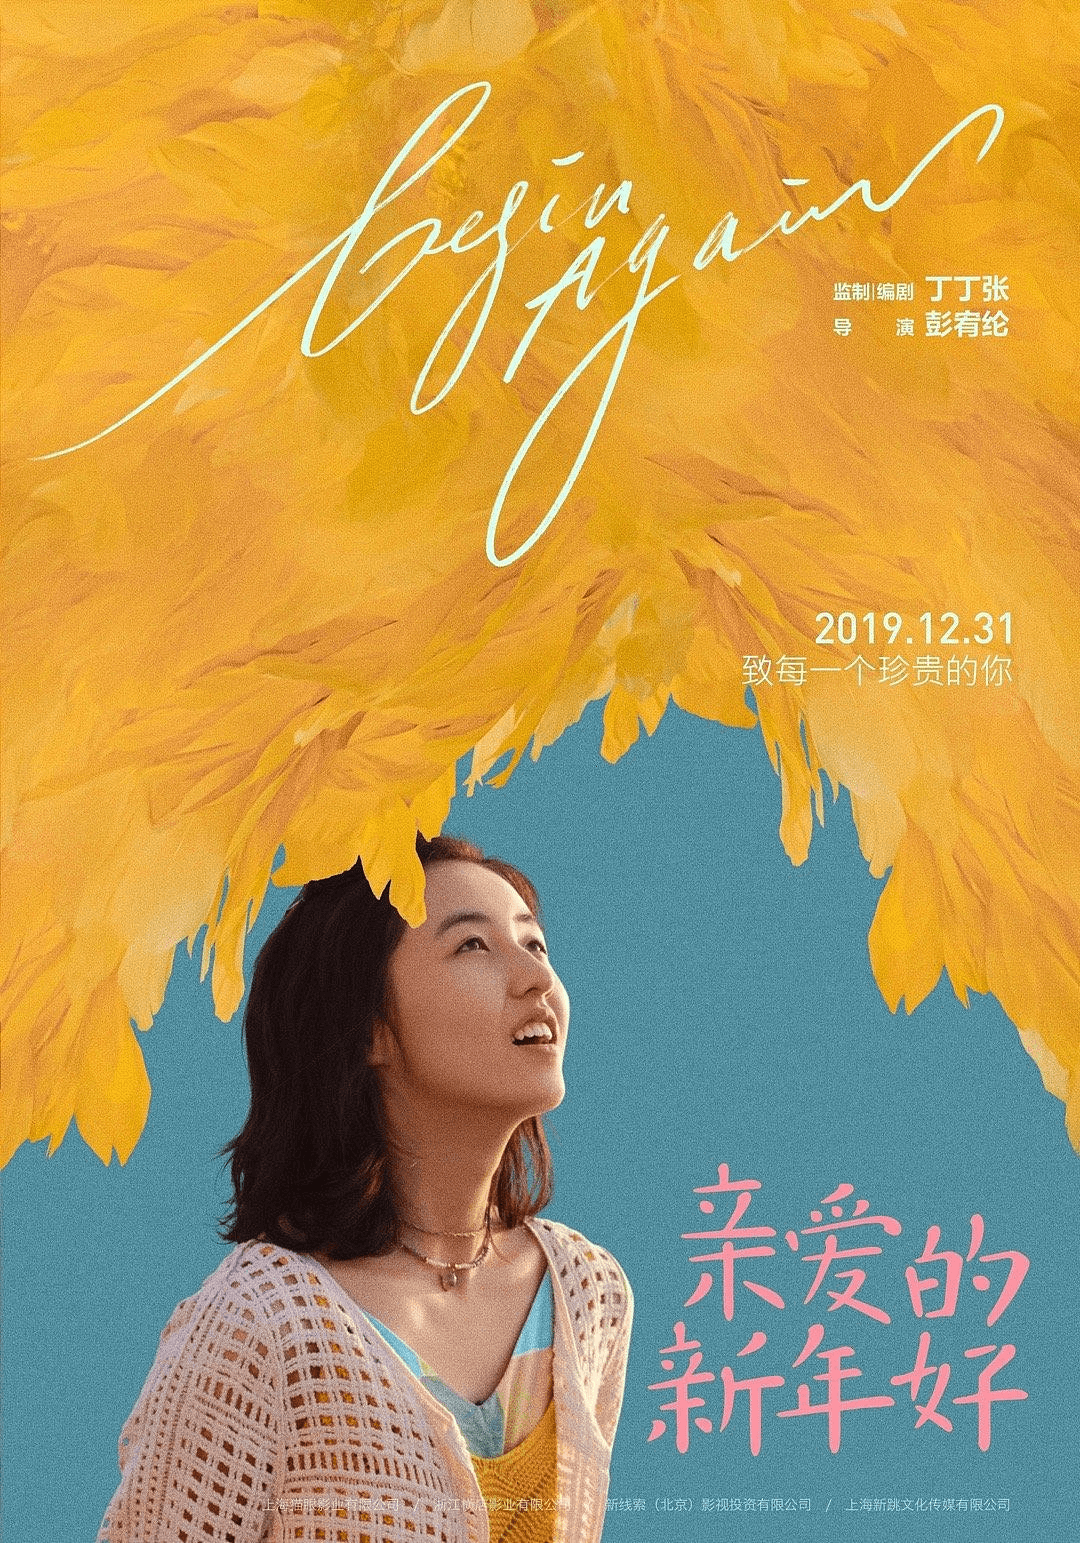 begin
Again
监制|编剧 丁丁张
导 演 彭宥纶
2019.12.31
致每一个珍贵的你
亲爱的
新年好
上海猫眼影业有限公司 / 浙江横店影业有限公司 / 新线索（北京）影视投资有限公司 / 上海新跳文化传媒有限公司